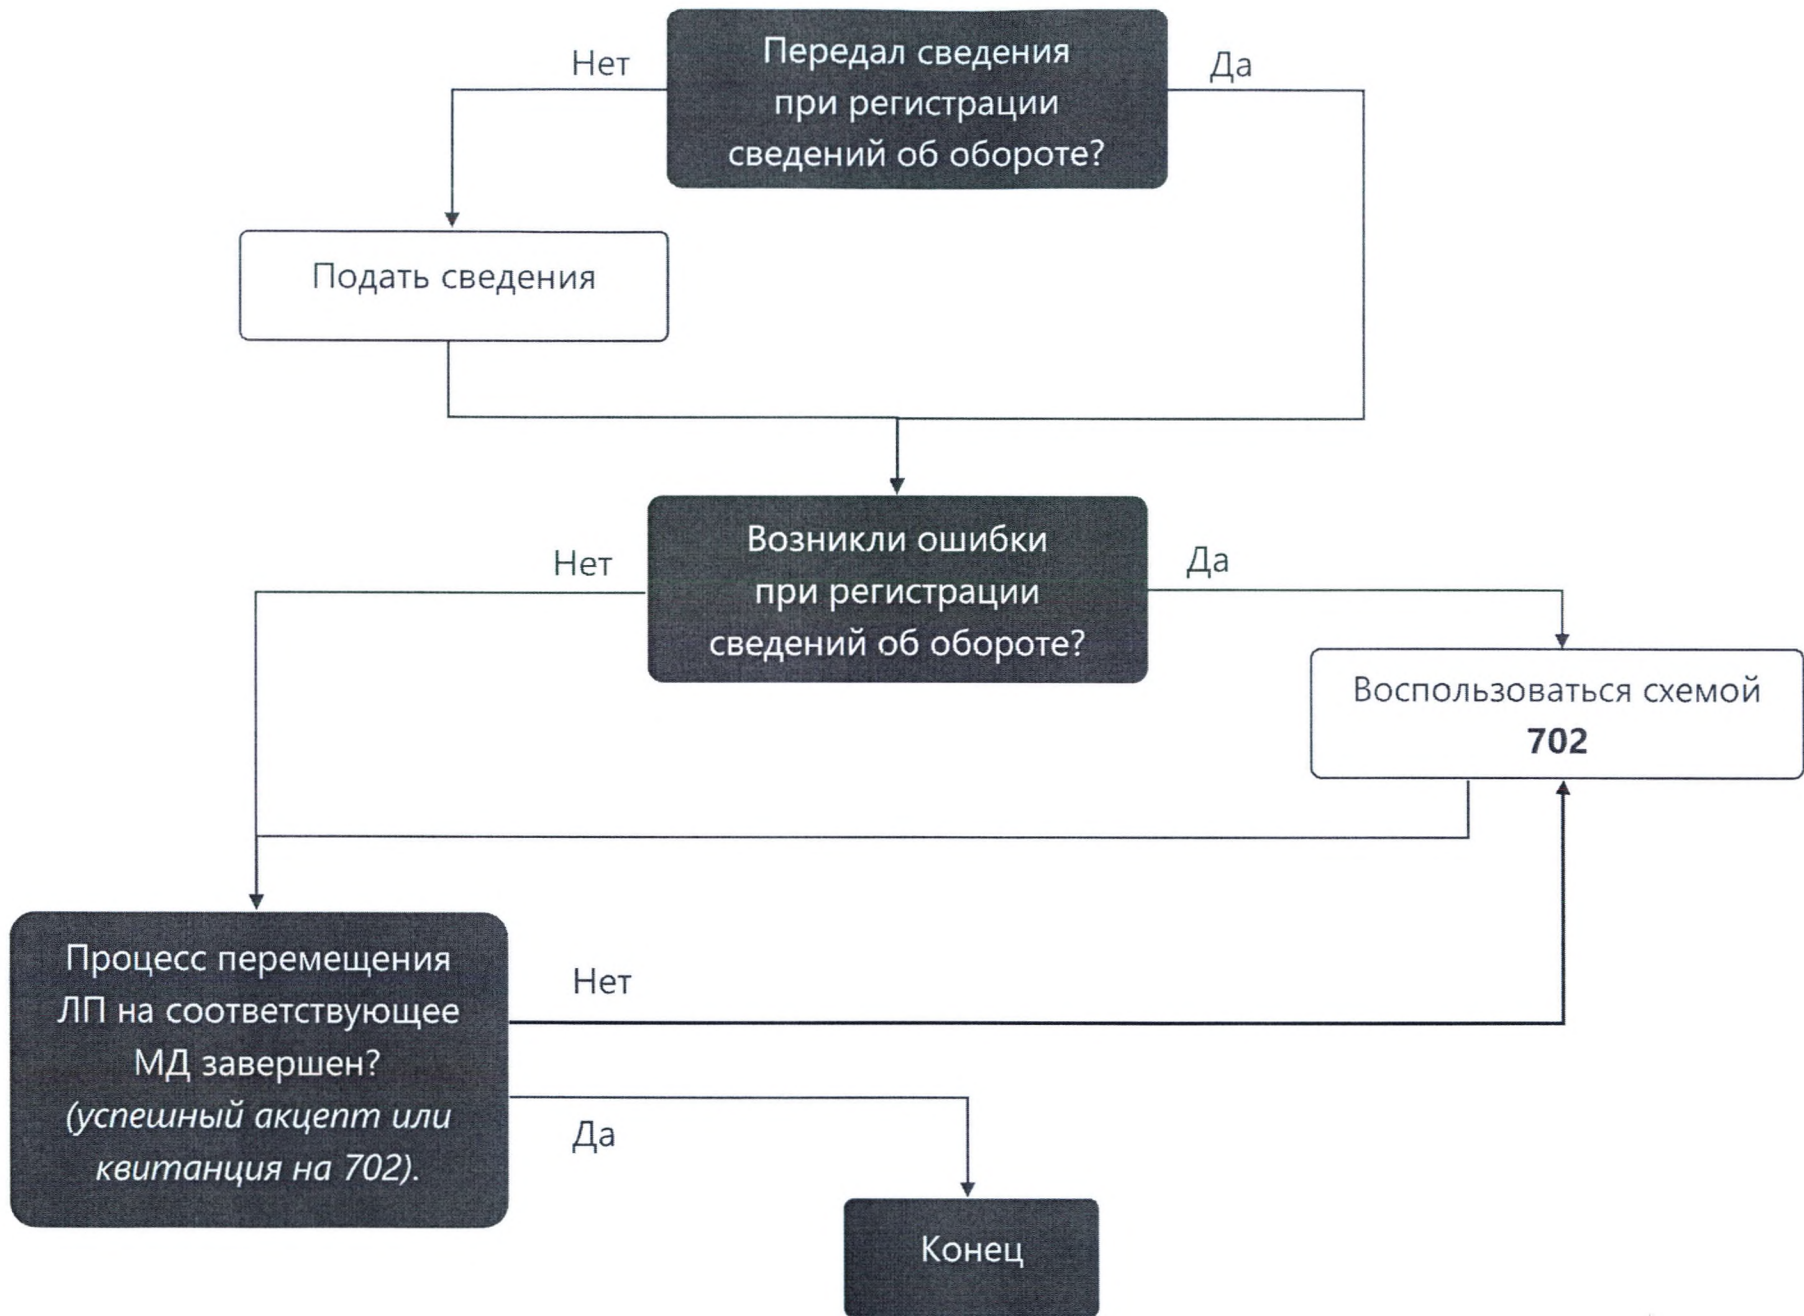 Передал сведения
при регистрации
сведений об обороте?
Нет
Да
Подать сведения
Возникли ошибки
при регистрации
сведений об обороте?
Нет
Да
Воспользоваться схемой
702
Процесс перемещения
ЛП на соответствующее
МД завершен?
(успешный акцепт или
квитанция на 702).
Нет
Да
Конец